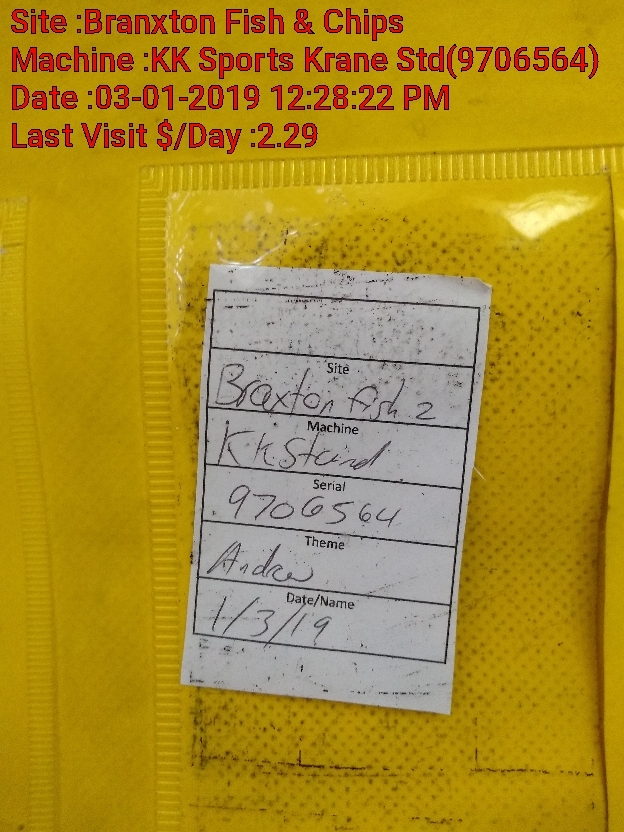 Site :Branxton Fish & Chips
Machine :KK Sports Krane Std(9706564)
Date :03-01-2019 12:28:22 PM
Last Visit $/Day :2.29
Site
Braxton Fish 2
Machine
KK Stand
Serial
9706564
Theme
Andrew
Date/Name
1/3/19